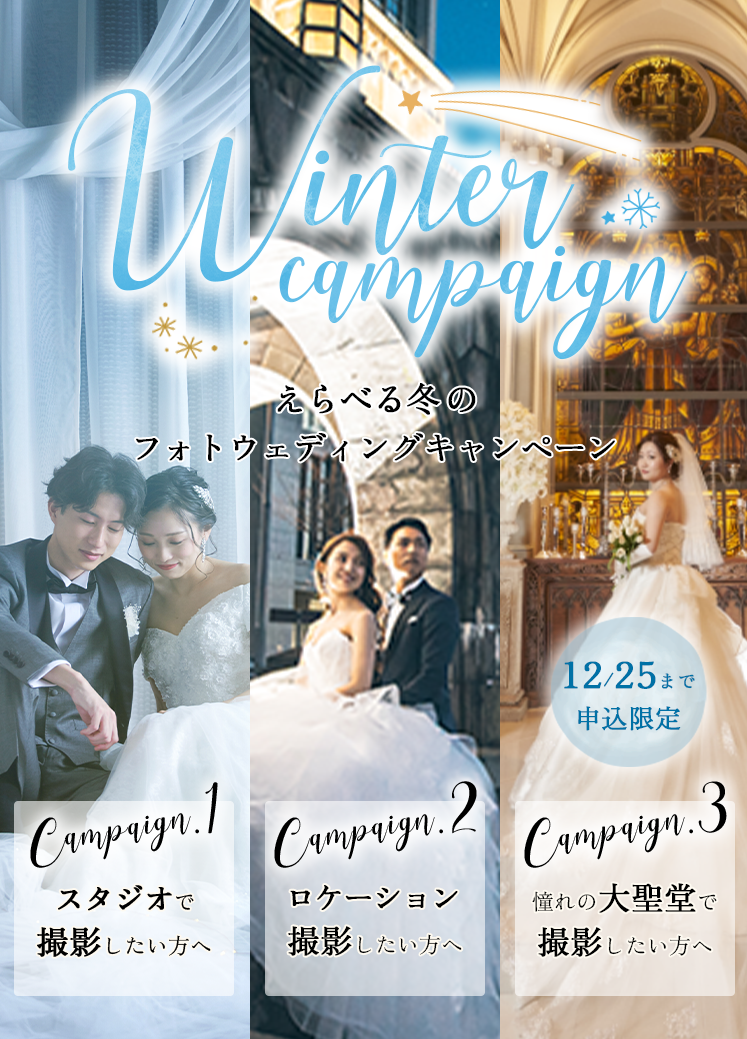 Winter
campaign
えらべる冬の
フォトウェディングキャンペーン
12/25まで
申込限定
Campaign.1
スタジオで
撮影したい方へ
Campaign.2
ロケーション
撮影したい方へ
Campaign.3
憧れの大聖堂で
撮影したい方へ